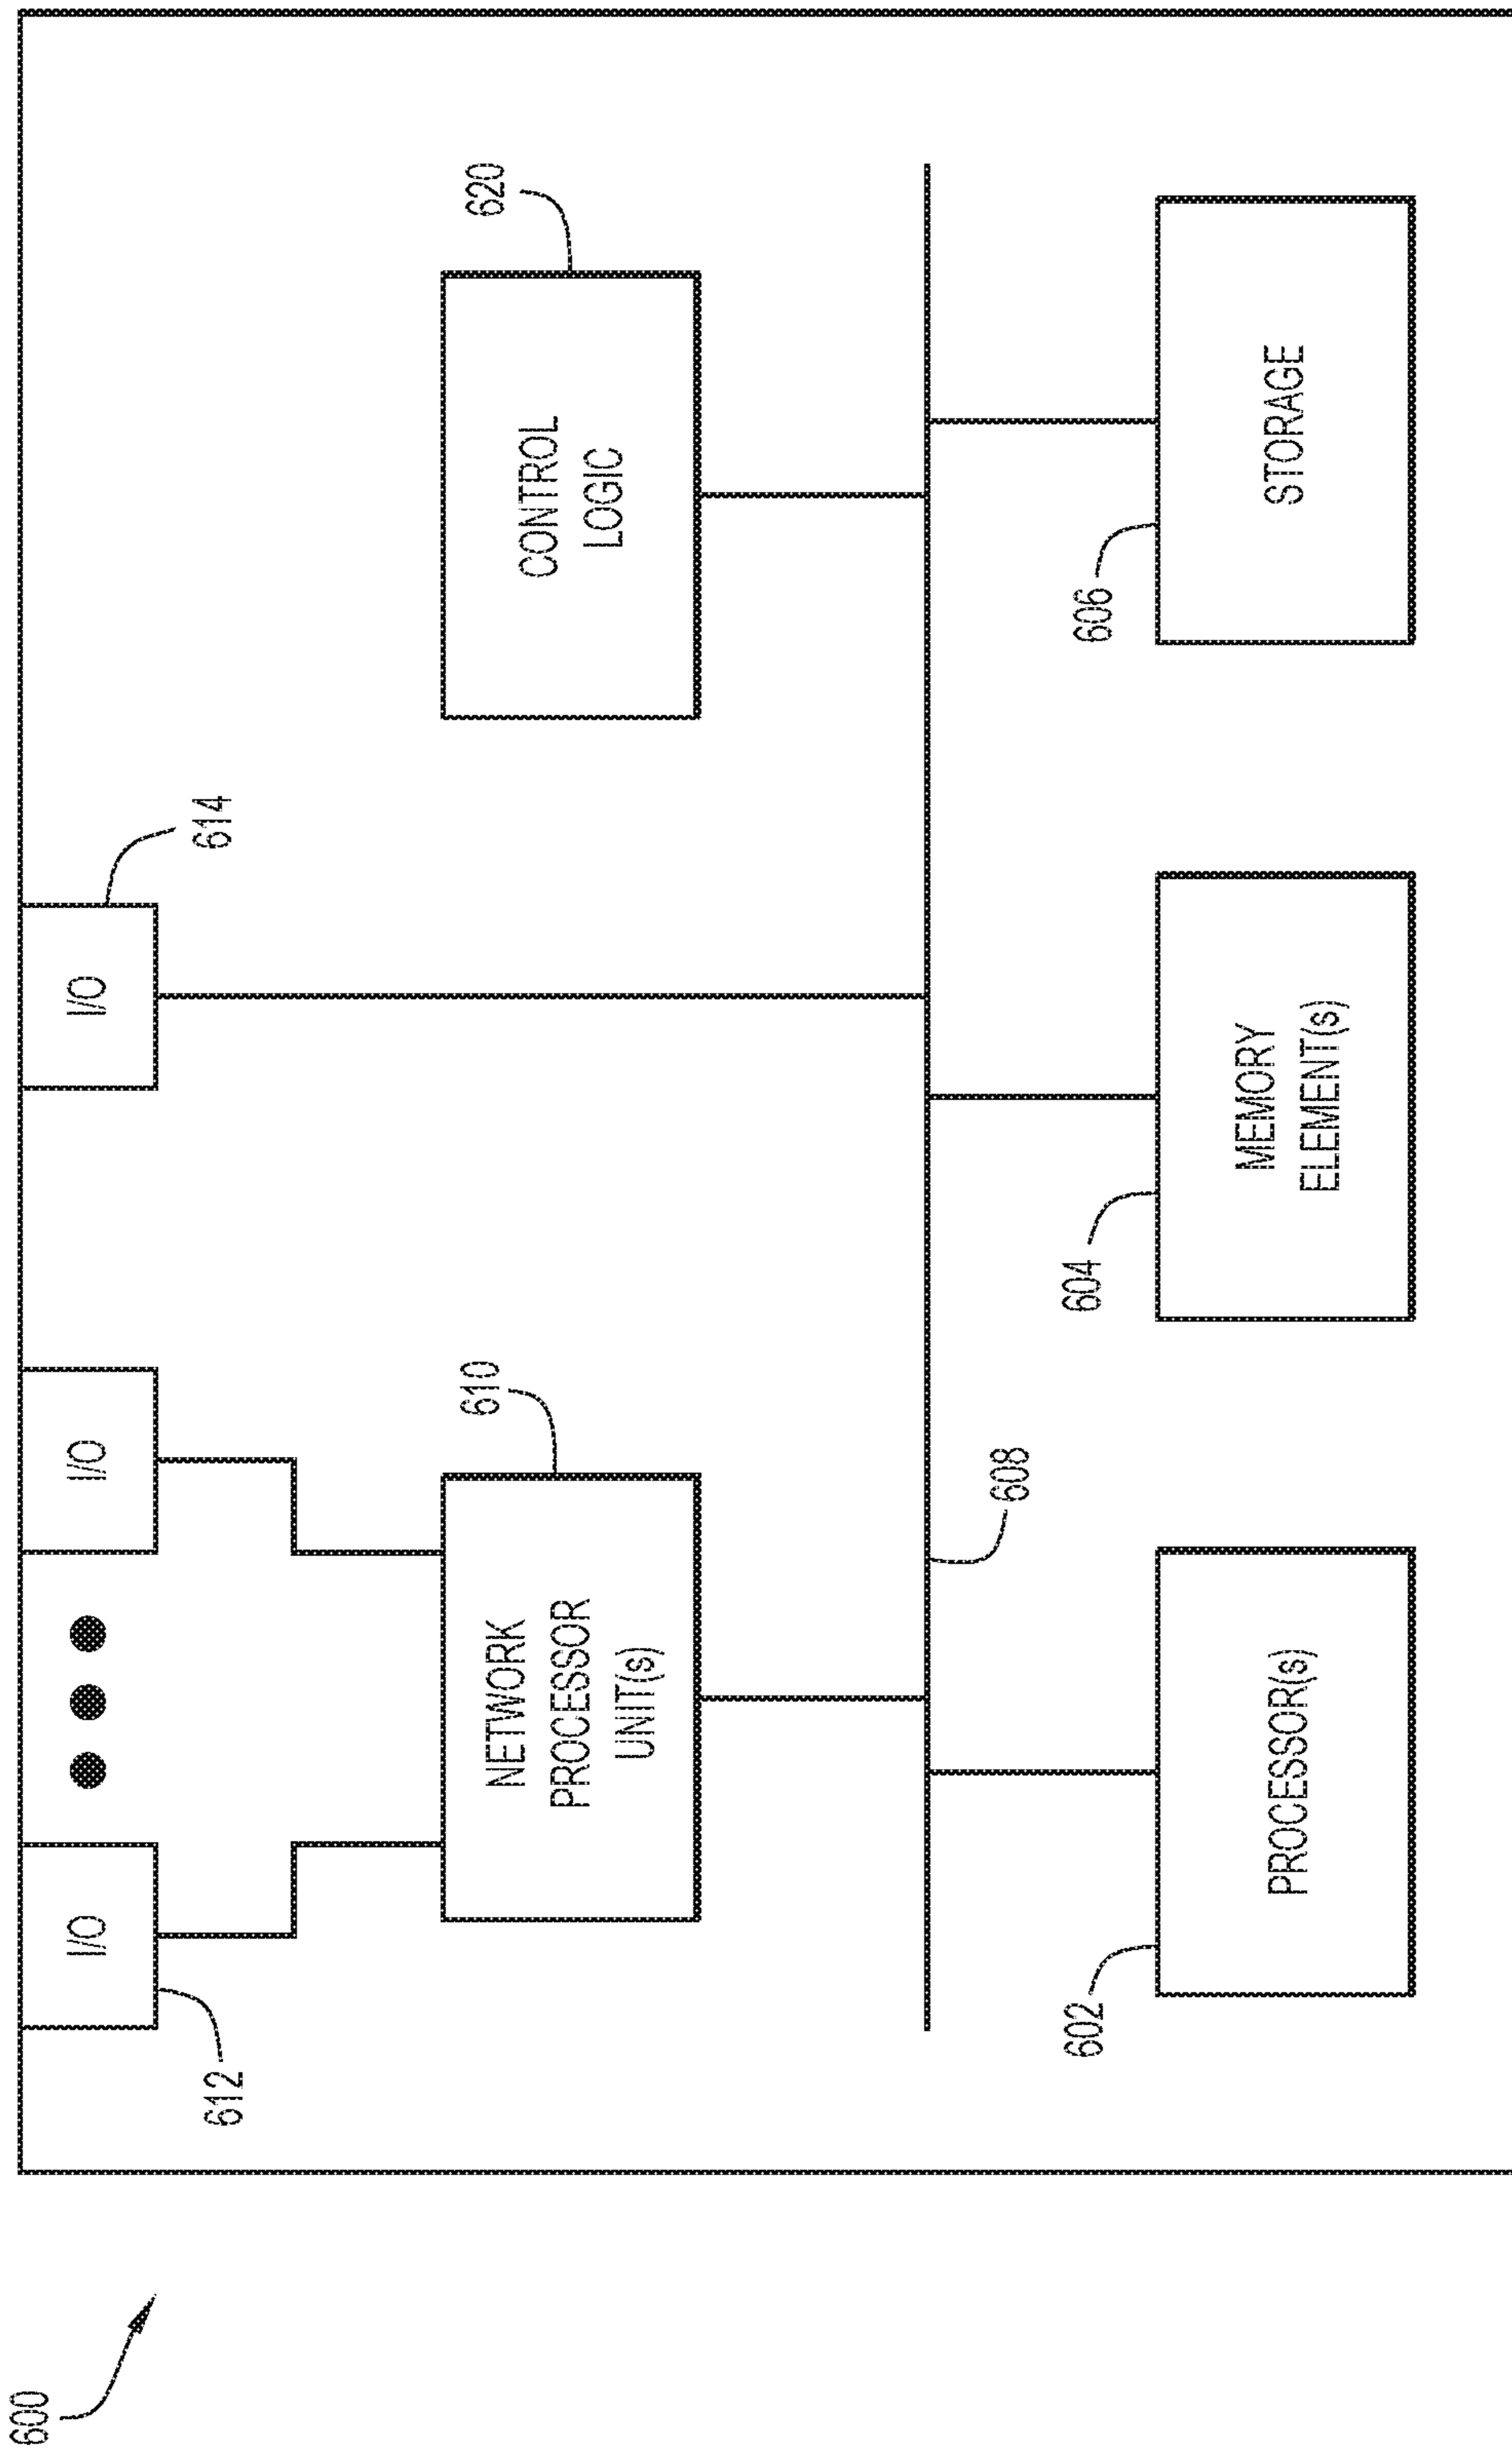 600
612
I/O
I/O
I/O
614
610
NETWORK
PROCESSOR
UNIT(s)
620
CONTROL
LOGIC
608
602
PROCESSOR(s)
604
MEMORY
ELEMENT(s)
606
STORAGE